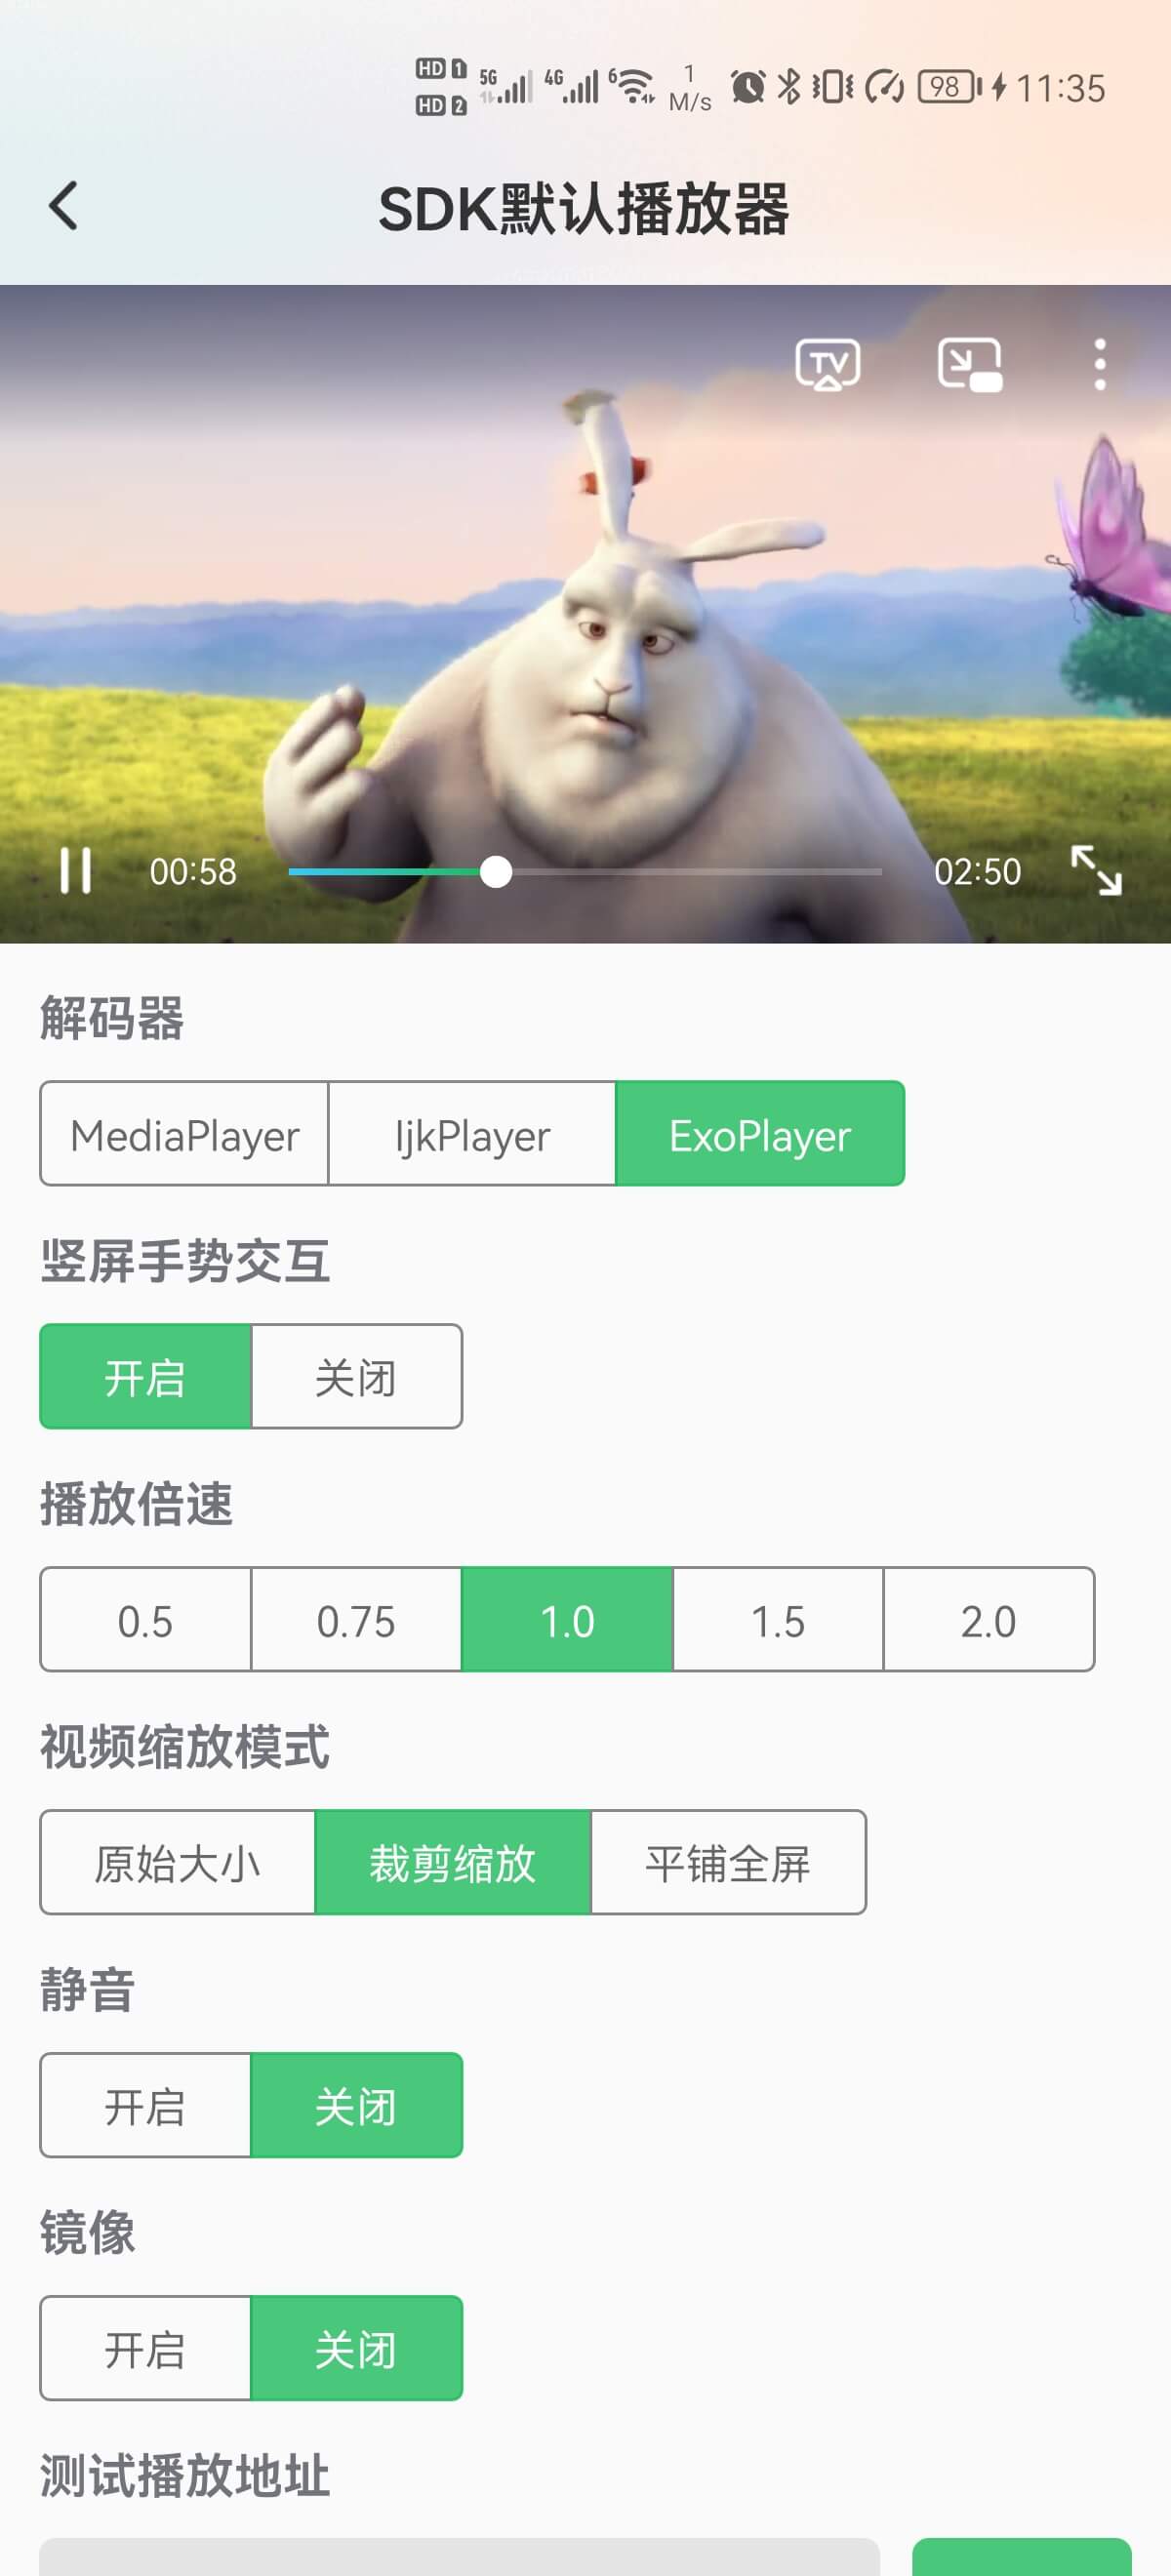 HD 1 5G 4G 6 1 98 11:35
HD 2 M/s
SDK默认播放器
TV
00:58 02:50
解码器
MediaPlayer IjkPlayer ExoPlayer
竖屏手势交互
开启 关闭
播放倍速
0.5 0.75 1.0 1.5 2.0
视频缩放模式
原始大小 裁剪缩放 平铺全屏
静音
开启 关闭
镜像
开启 关闭
测试播放地址